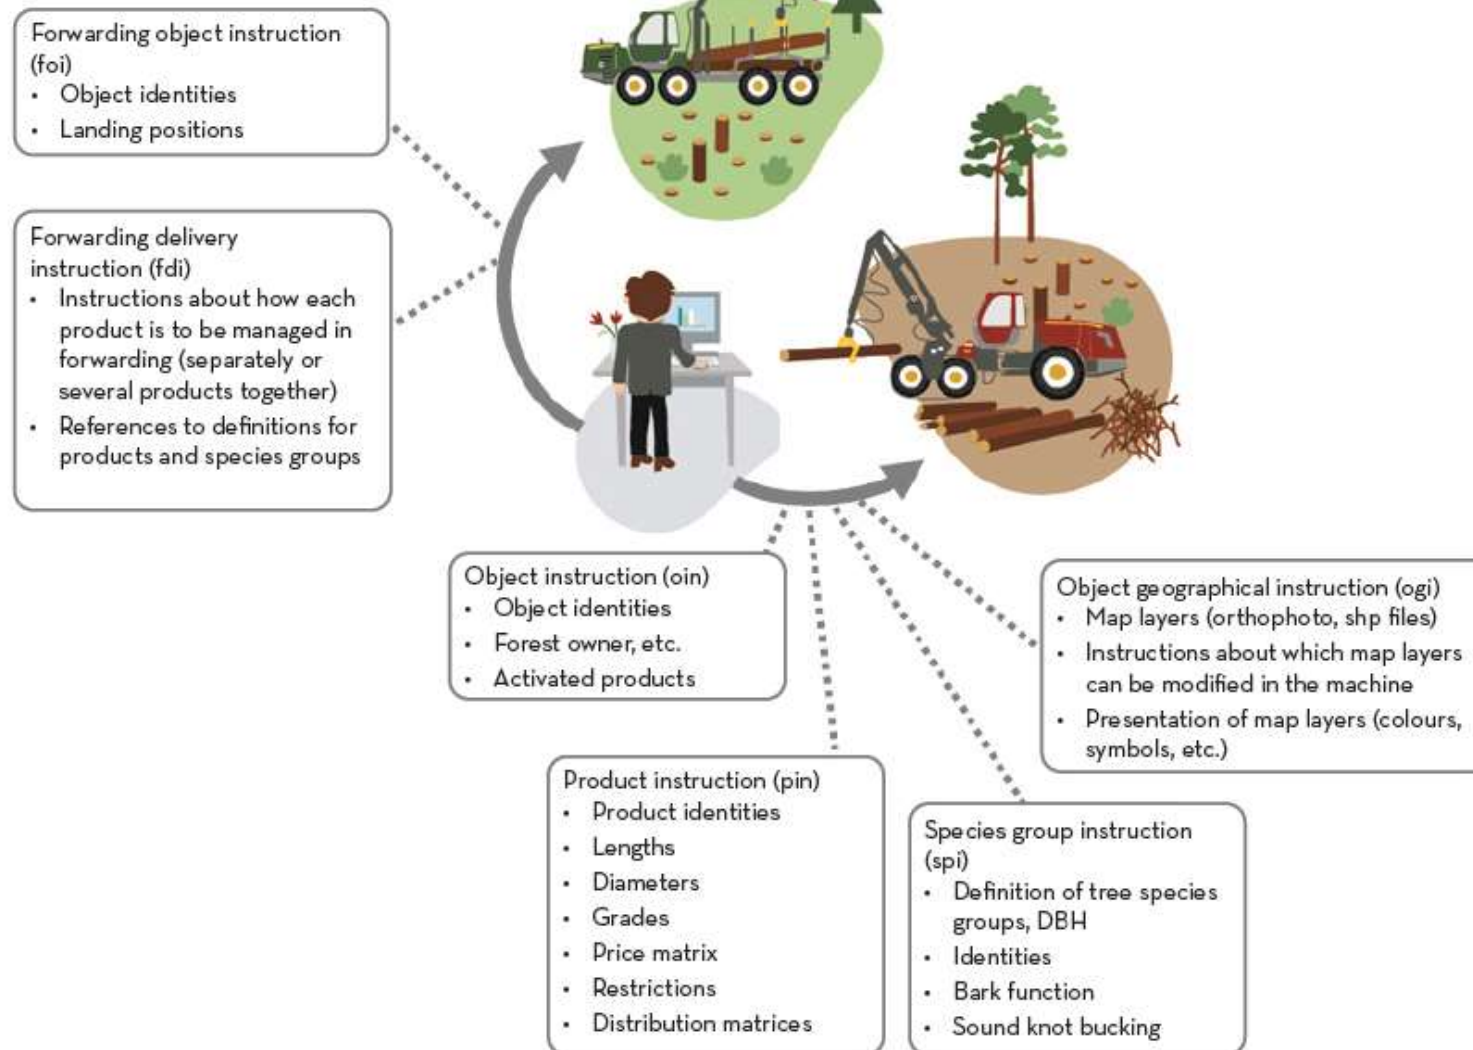 Forwarding object instruction
(foi)
• Object identities
• Landing positions
Forwarding delivery
instruction (fdi)
• Instructions about how each
product is to be managed in
forwarding (separately or
several products together)
• References to definitions for
products and species groups
Object instruction (oin)
• Object identities
• Forest owner, etc.
• Activated products
Object geographical instruction (ogi)
• Map layers (orthophoto, shp files)
• Instructions about which map layers
can be modified in the machine
• Presentation of map layers (colours,
symbols, etc.)
Product instruction (pin)
• Product identities
• Lengths
• Diameters
• Grades
• Price matrix
• Restrictions
• Distribution matrices
Species group instruction
(spi)
• Definition of tree species
groups, DBH
• Identities
• Bark function
• Sound knot bucking